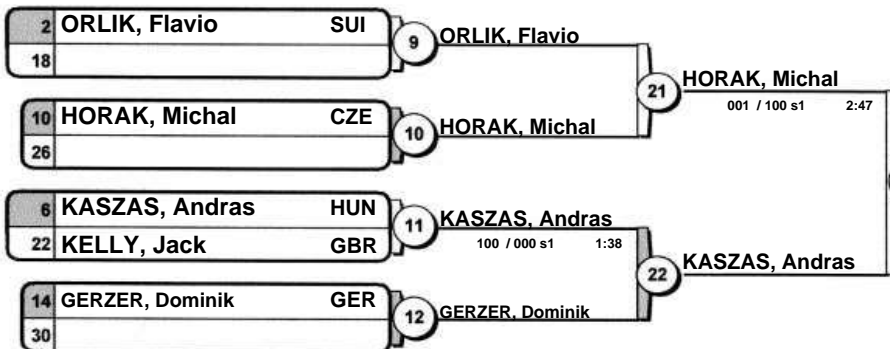 2 ORLIK, Flavio SUI
18
9
ORLIK, Flavio
10 HORAK, Michal CZE
26
10
HORAK, Michal
21
HORAK, Michal
001 / 100 s1 2:47
6 KASZAS, Andras HUN
22 KELLY, Jack GBR
11
KASZAS, Andras
100 / 000 s1 1:38
14 GERZER, Dominik GER
30
12
GERZER, Dominik
22
KASZAS, Andras